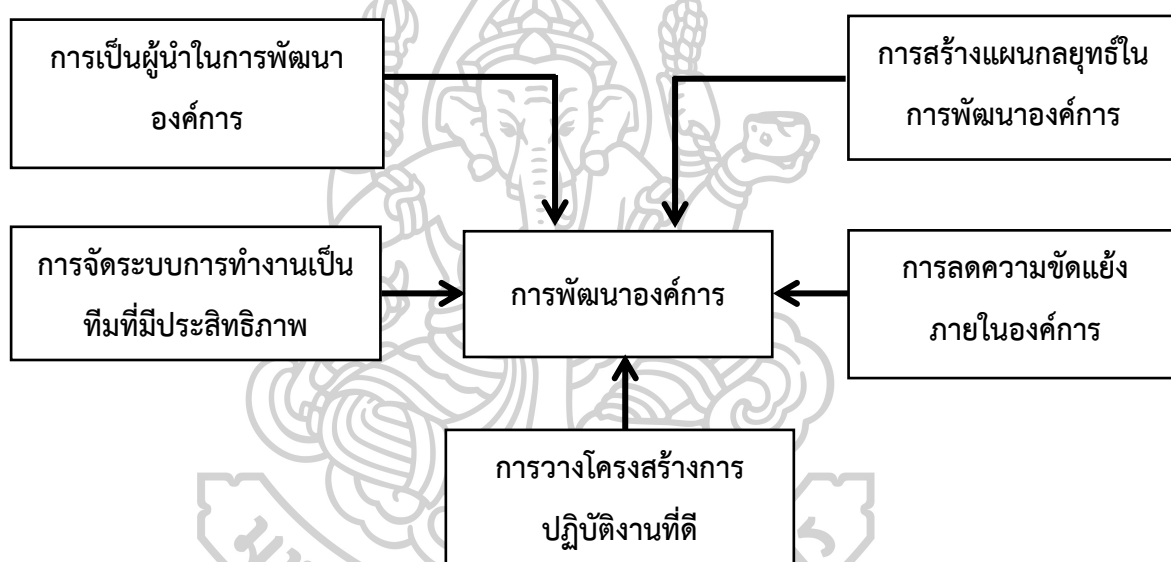 การเป็นผู้นำในการพัฒนา
องค์การ
การสร้างแผนกลยุทธ์ใน
การพัฒนาองค์การ
การจัดระบบการทำงานเป็น
ทีมที่มีประสิทธิภาพ
การพัฒนาองค์การ
การลดความขัดแย้ง
ภายในองค์การ
การวางโครงสร้างการ
ปฏิบัติงานที่ดี